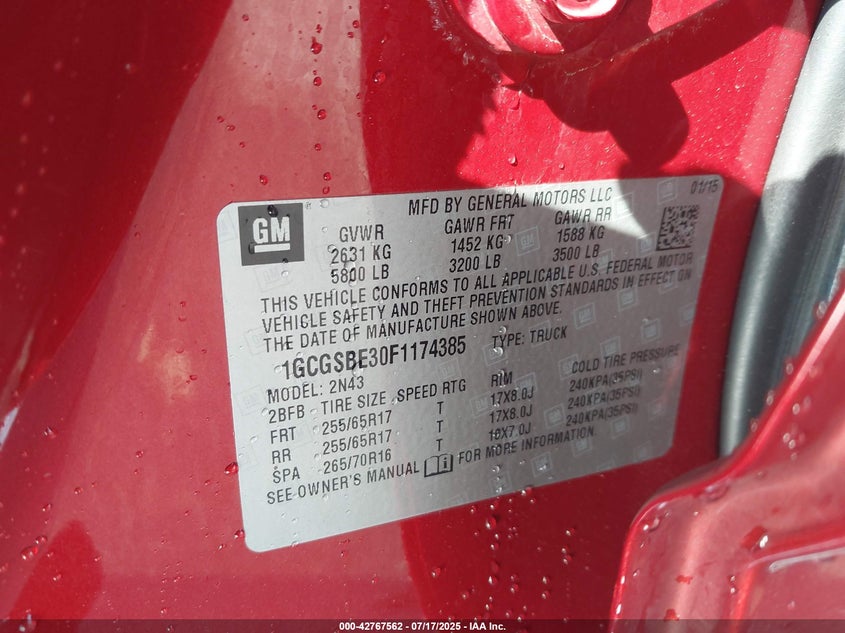 MFD BY GENERAL MOTORS LLC 01/15
GM
GVWR GAWR FRT GAWR RR
2631 KG 1452 KG 1588 KG
5800 LB 3200 LB 3500 LB
THIS VEHICLE CONFORMS TO ALL APPLICABLE U.S. FEDERAL MOTOR
VEHICLE SAFETY AND THEFT PREVENTION STANDARDS IN EFFECT ON
THE DATE OF MANUFACTURE SHOWN ABOVE.
1GCGSBE30F1174385 TYPE: TRUCK
MODEL: 2N43
2BFB TIRE SIZE SPEED RTG RIM COLD TIRE PRESSURE
FRT 255/65R17 T 17X8.0J 240KPA(35PSI)
RR 255/65R17 T 17X8.0J 240KPA(35PSI)
SPA 265/70R16 T 16X7.0J 240KPA(35PSI)
SEE OWNER'S MANUAL FOR MORE INFORMATION.
000-42767562 - 07/17/2025 - IAA Inc.